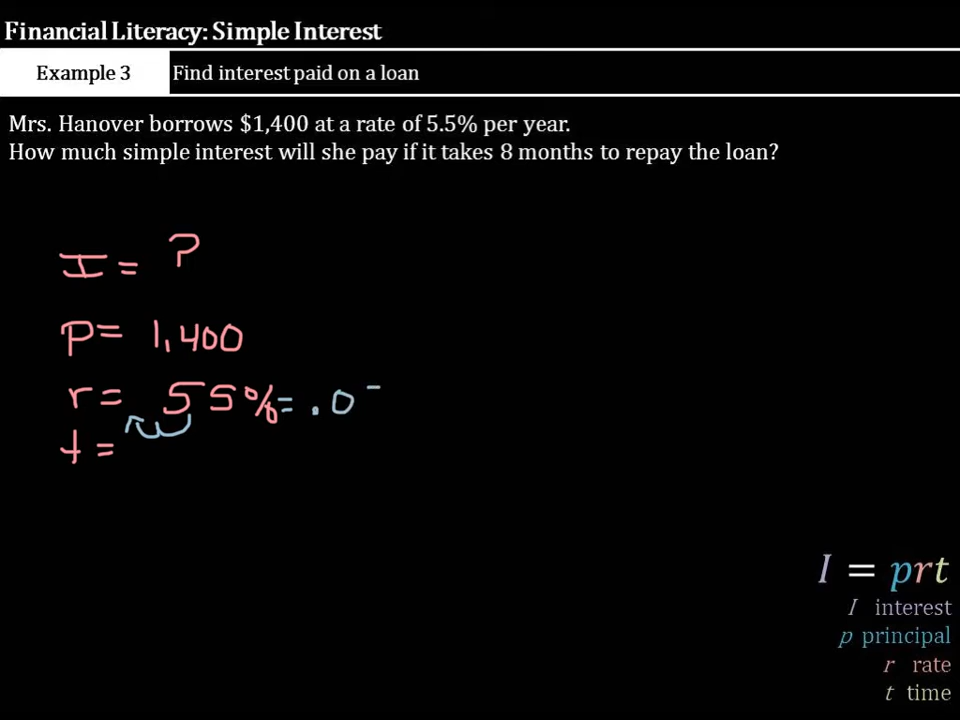 Financial Literacy: Simple Interest
Example 3 Find interest paid on a loan
Mrs. Hanover borrows $1,400 at a rate of 5.5% per year.
How much simple interest will she pay if it takes 8 months to repay the loan?
I = ?
p = 1,400
r = 5 5% = .0
t =
I = prt
I interest
p principal
r rate
t time